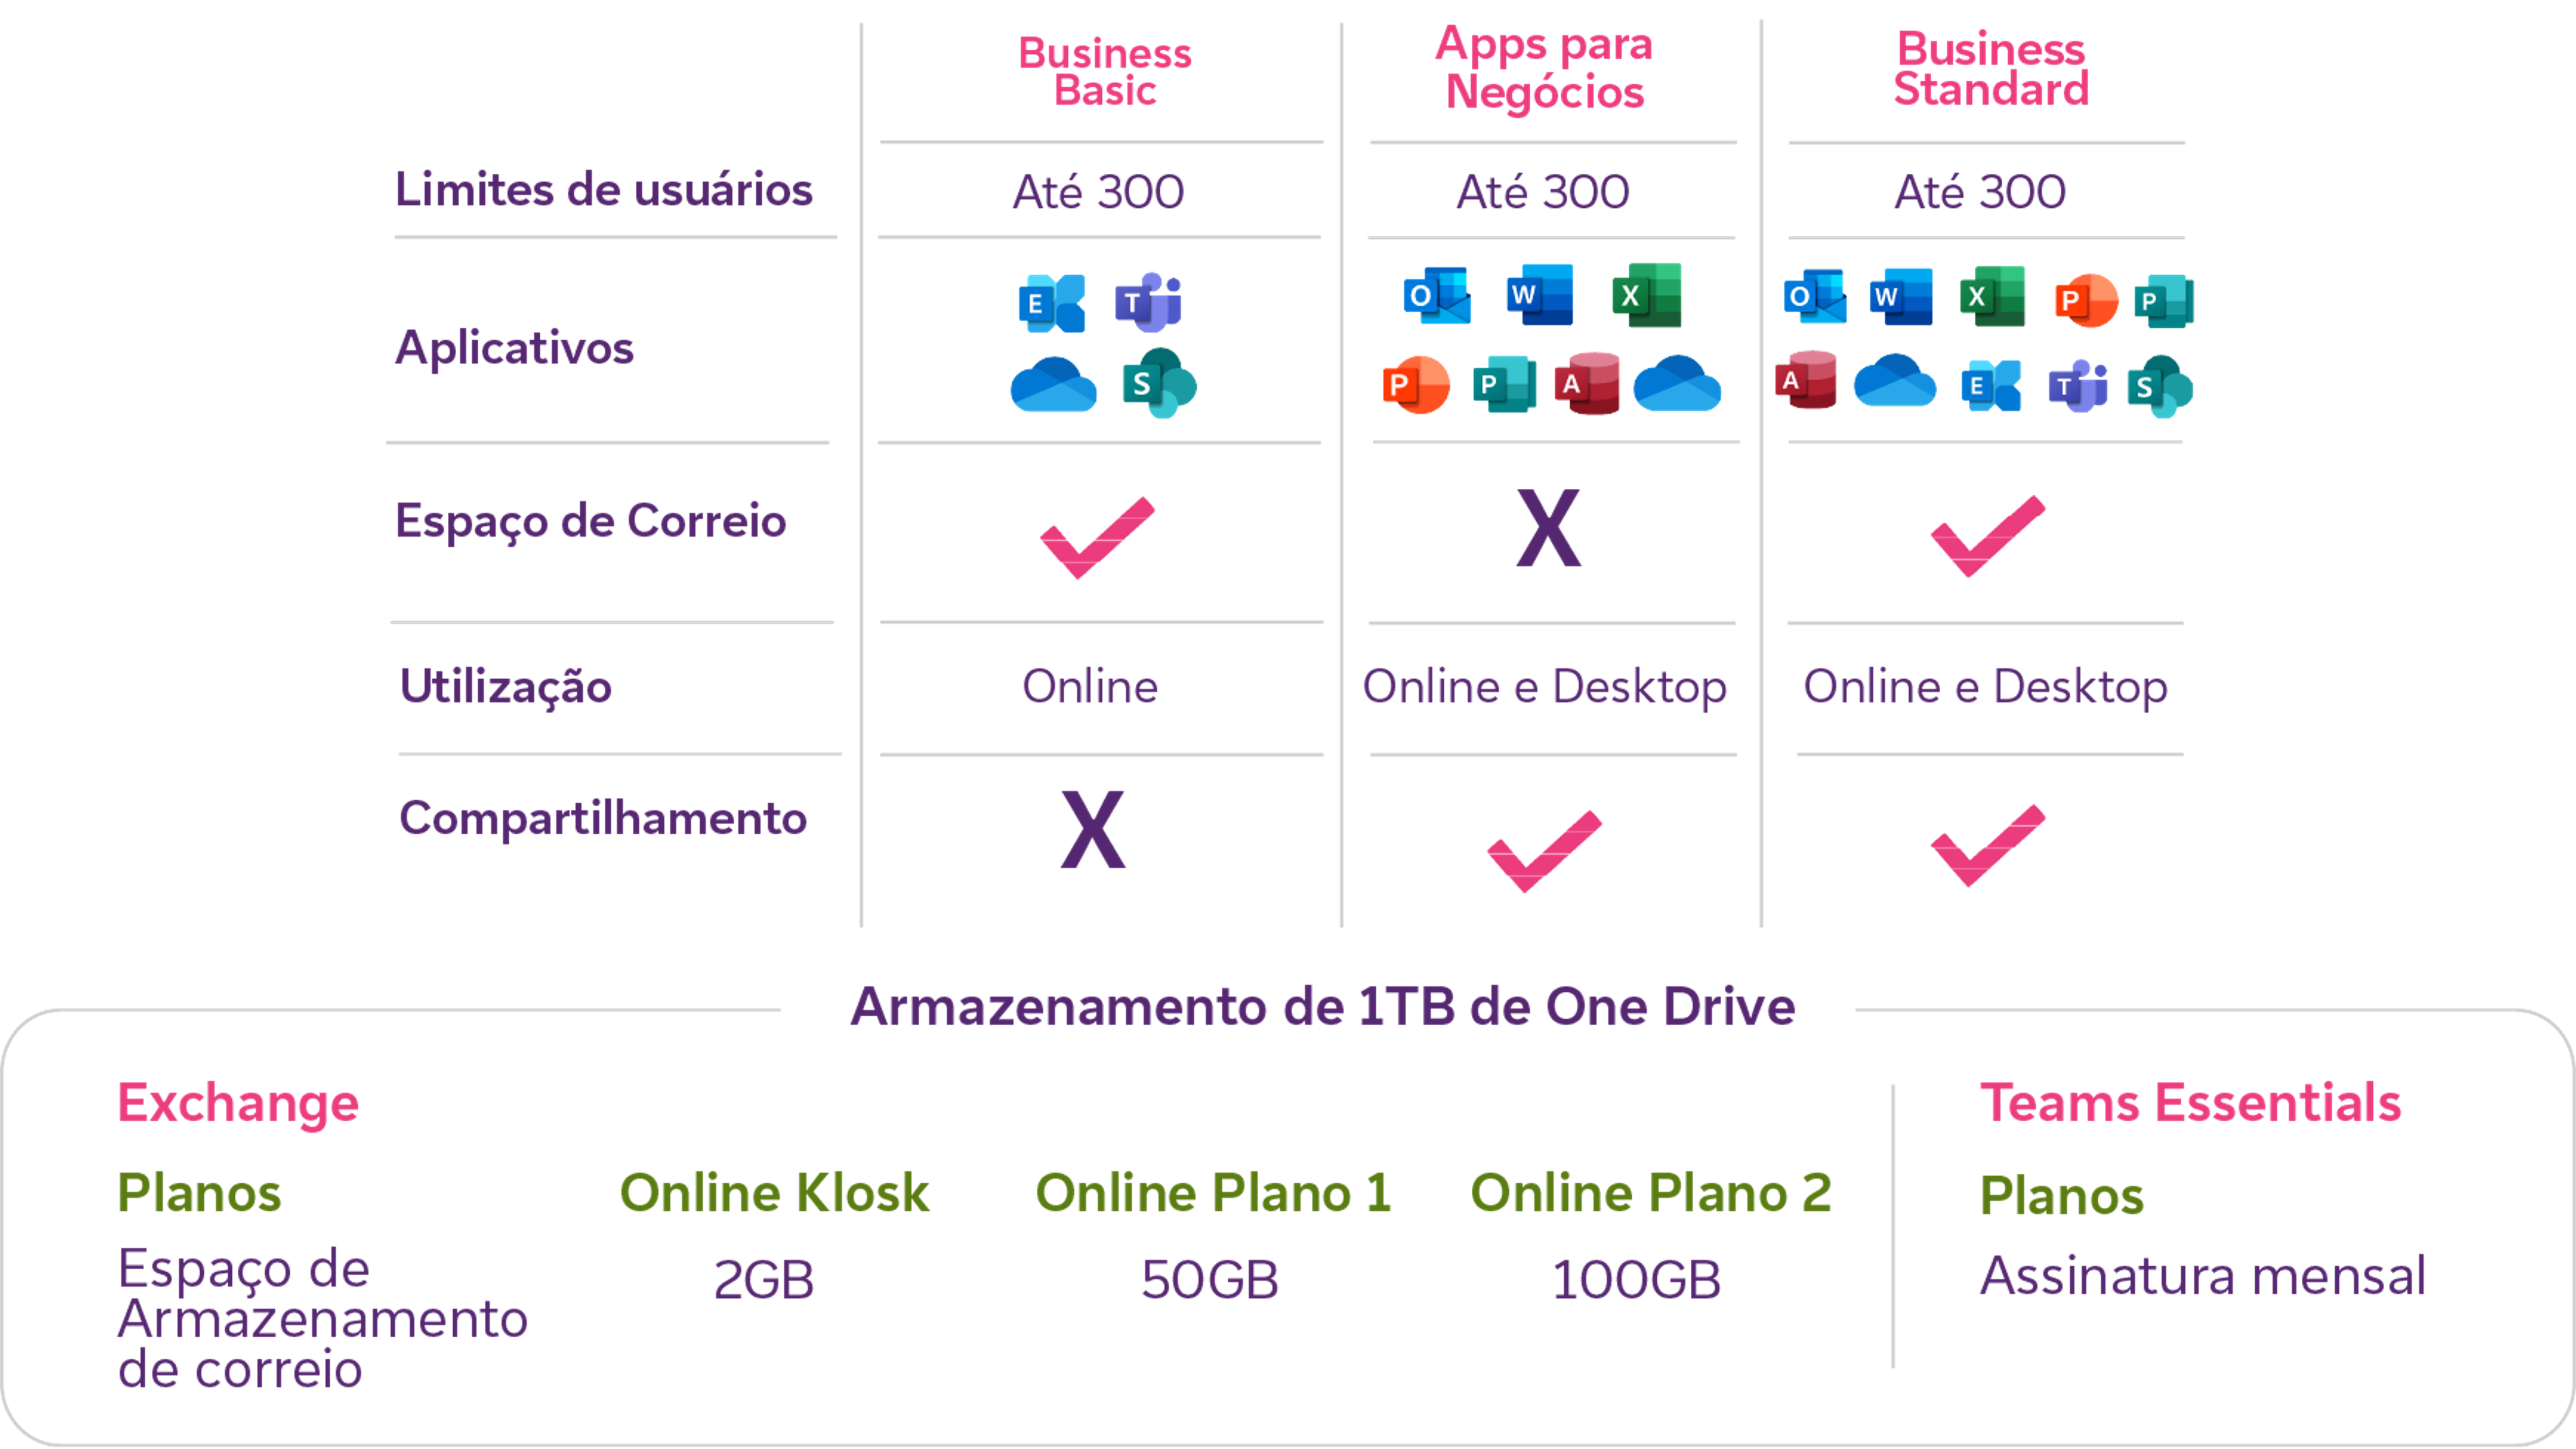 Business
Basic
Apps para
Negócios
Business
Standard
Limites de usuários
Até 300
Até 300
Até 300
Aplicativos
E
T
S
O
W
X
P
P
A
O
W
X
P
P
A
E
T
S
Espaço de Correio
X
Utilização
Online
Online e Desktop
Online e Desktop
Compartilhamento
X
Armazenamento de 1TB de One Drive
Exchange
Planos
Online Klosk
Online Plano 1
Online Plano 2
Espaço de
Armazenamento
de correio
2GB
50GB
100GB
Teams Essentials
Planos
Assinatura mensal